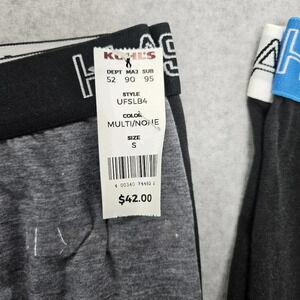 KOHL'S
DEPT MAJ SUB
52 90 95
STYLE
UFSLB4
COLOR
MULTI/NONE
SIZE
S
$42.00